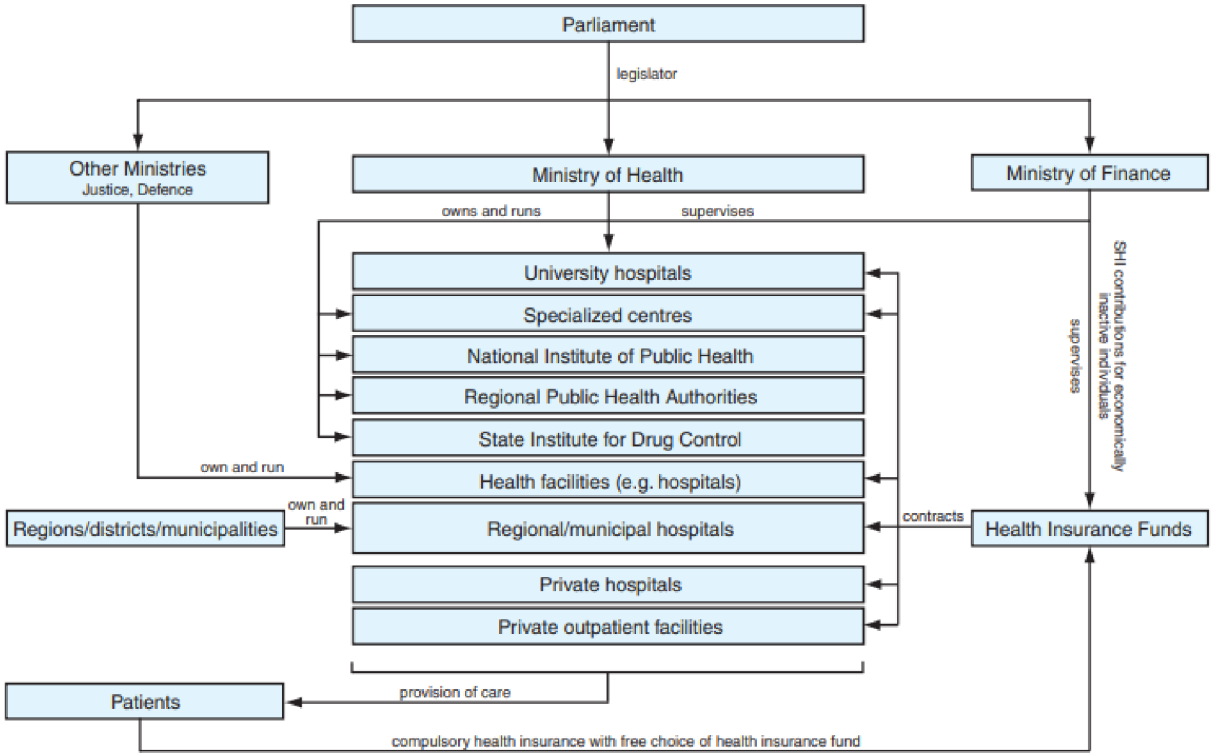 Parliament
legislator
Other Ministries
Justice, Defence
Ministry of Health
Ministry of Finance
owns and runs
supervises
University hospitals
Specialized centres
National Institute of Public Health
Regional Public Health Authorities
State Institute for Drug Control
SHI contributions for economically
inactive individuals
supervises
own and run
Health facilities (e.g. hospitals)
Regions/districts/municipalities
own and
run
Regional/municipal hospitals
contracts
Health Insurance Funds
Private hospitals
Private outpatient facilities
Patients
provision of care
compulsory health insurance with free choice of health insurance fund